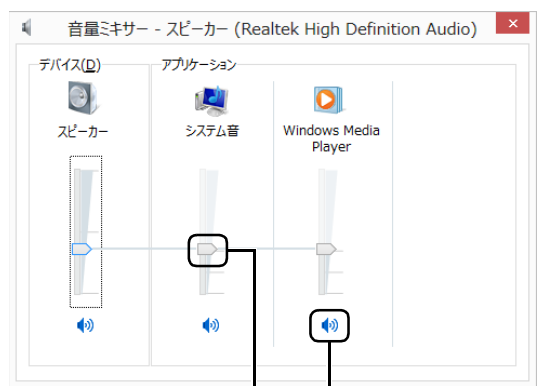 音量ミキサー - スピーカー (Realtek High Definition Audio)
デバイス(D)
アプリケーション
スピーカー
システム音
Windows Media
Player